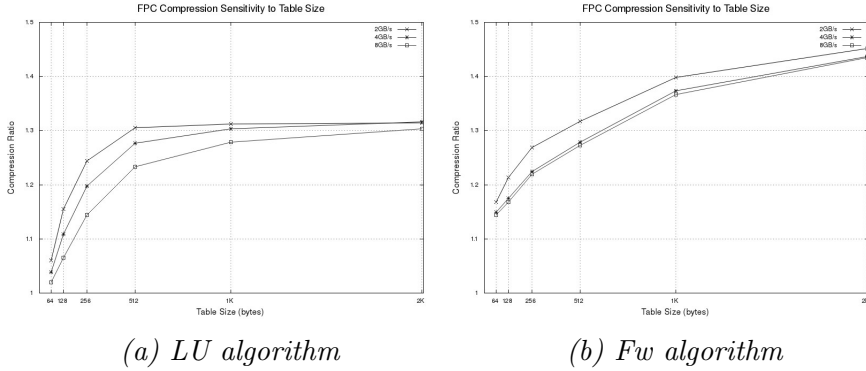 FPC Compression Sensitivity to Table Size
1.5
1.4
1.3
1.2
1.1
1
Compression Ratio
2GB/s
4GB/s
8GB/s
64 128 256 512 1K 2K
Table Size (bytes)
(a) LU algorithm
FPC Compression Sensitivity to Table Size
1.5
1.4
1.3
1.2
1.1
1
Compression Ratio
2GB/s
4GB/s
8GB/s
64 128 256 512 1K 2
Table Size (bytes)
(b) Fw algorithm